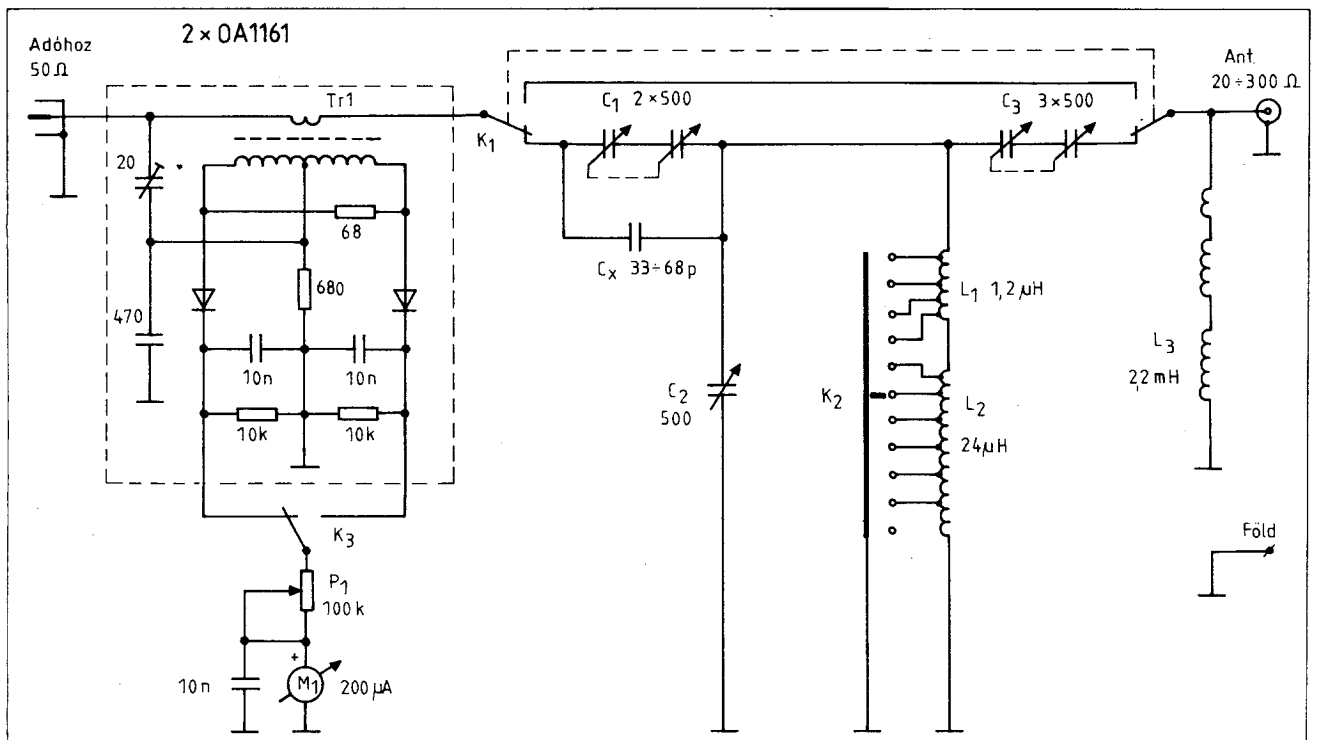 2 × OA1161
Adóhoz
50 Ω
Ant.
20 ÷ 300 Ω
Tr1
C1 2 × 500
C3 3 × 500
K1
20
68
Cx 33 ÷ 68 p
680
L1 1,2 µH
470
L3
2,2 mH
10n
10n
C2
500
K2
L2
24 µH
10k
10k
K3
Föld
P1
100 k
+
10n
M1
200 µA